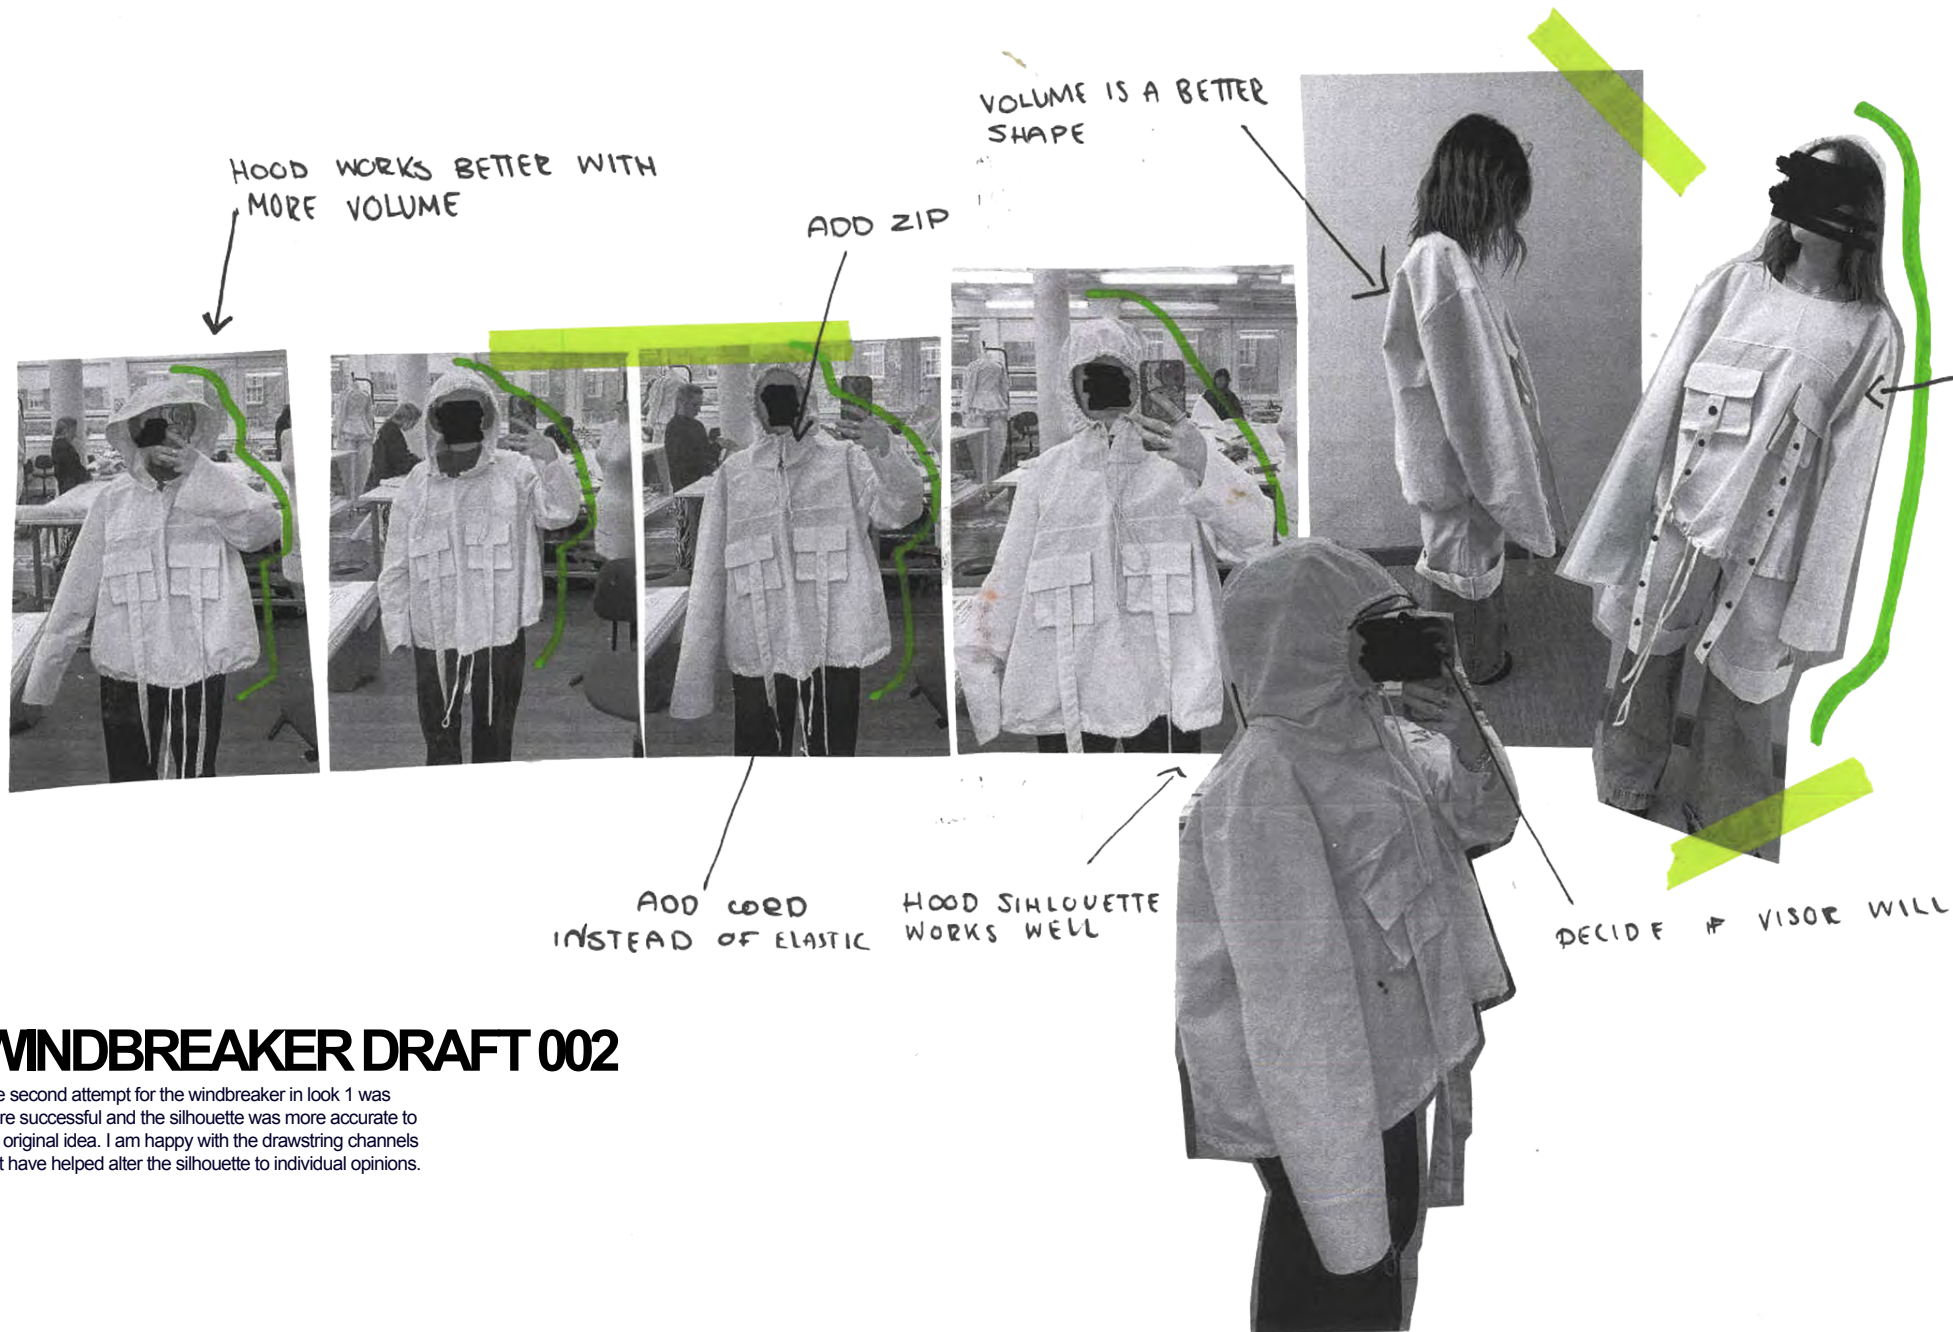 VOLUME IS A BETTER
SHAPE
HOOD WORKS BETTER WITH
MORE VOLUME
ADD ZIP
ADD CORD
INSTEAD OF ELASTIC
HOOD SIHLOUETTE
WORKS WELL
DECIDE IF VISOR WILL
WINDBREAKER DRAFT 002
e second attempt for the windbreaker in look 1 was
re successful and the silhouette was more accurate to
original idea. I am happy with the drawstring channels
t have helped alter the silhouette to individual opinions.